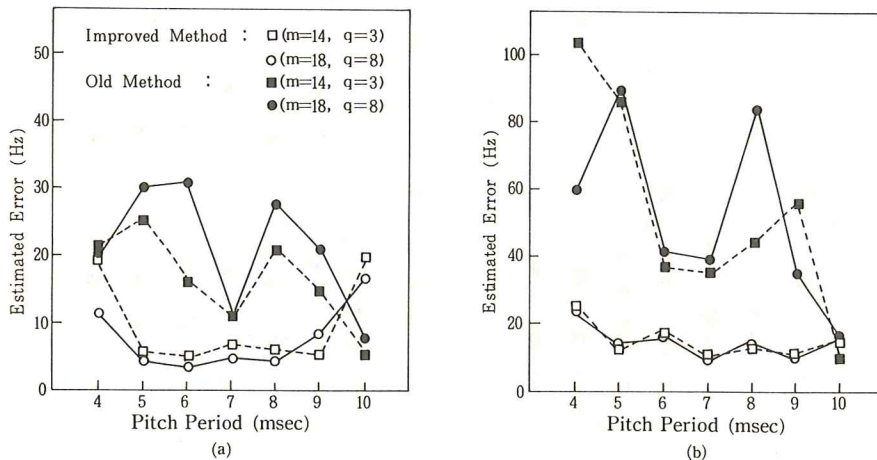 Improved Method : (m=14, q=3)
(m=18, q=8)
Old Method : (m=14, q=3)
(m=18, q=8)
Estimated Error (Hz)
50
40
30
20
10
0
4 5 6 7 8 9 10
Pitch Period (msec)
(a)
Estimated Error (Hz)
100
80
60
40
20
0
4 5 6 7 8 9 10
Pitch Period (msec)
(b)